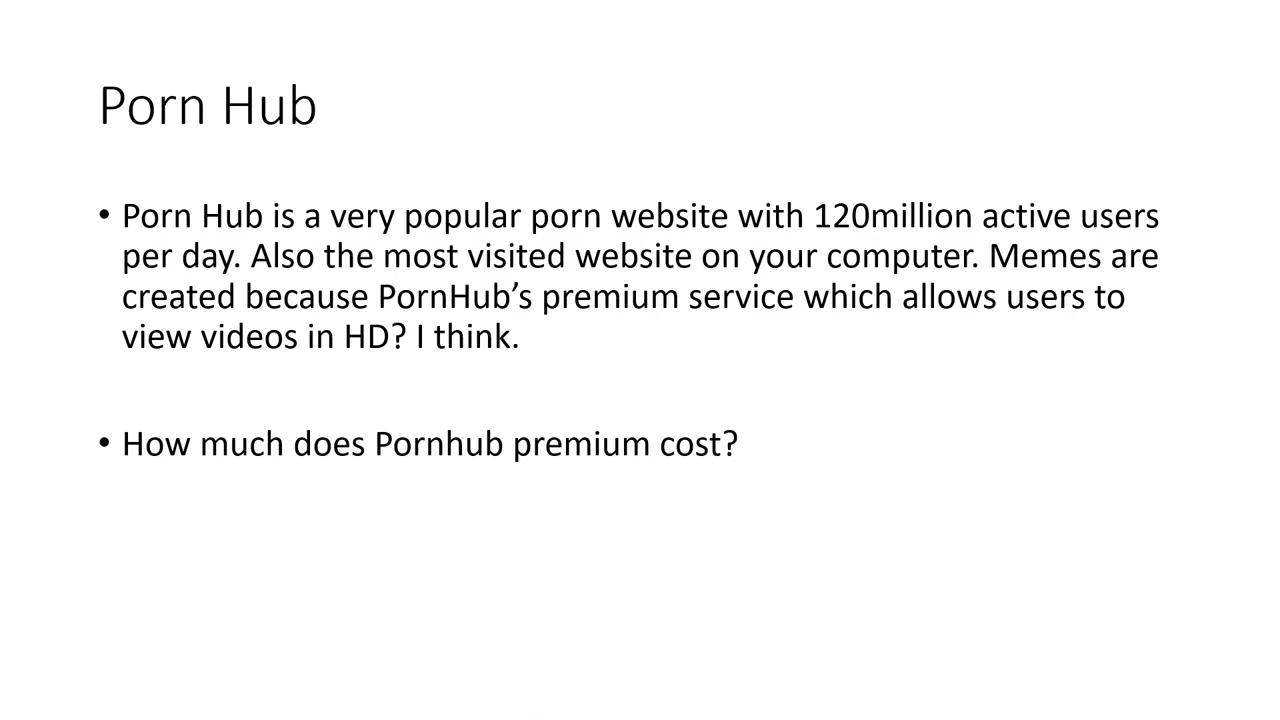 Porn Hub
• Porn Hub is a very popular porn website with 120million active users
per day. Also the most visited website on your computer. Memes are
created because PornHub’s premium service which allows users to
view videos in HD? I think.
• How much does Pornhub premium cost?